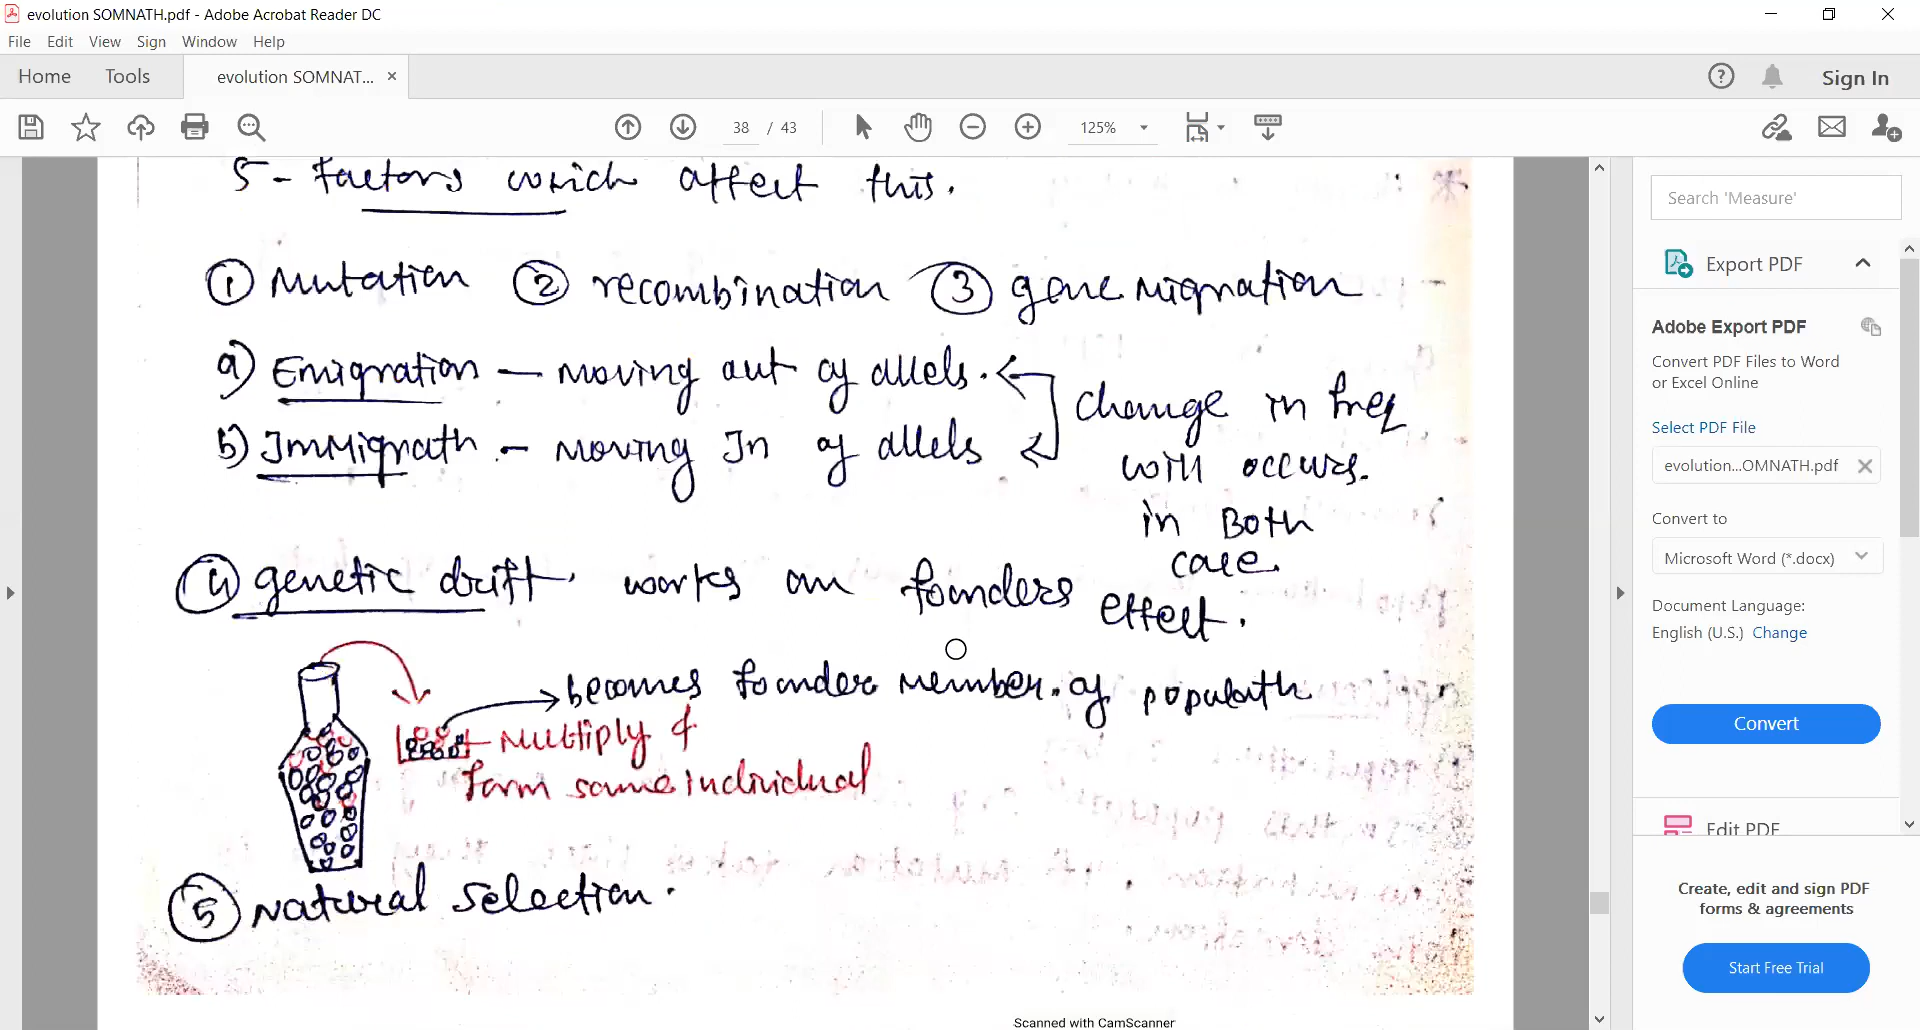 evolution SOMNATH.pdf - Adobe Acrobat Reader DC
File Edit View Sign Window Help
Home Tools evolution SOMNAT... × Sign In
38 / 43 125%
5 - factors which affect this.
① Mutation ② recombination ③ gene migration
a) Emigration — moving out of allels.
change in freq
b) Immigratn - moving In of allels
will occurs.
in Both
case.
④ genetic drift works on founders effect.
becomes founder member of populatn
Multiply &
form same individual
⑤ Natural selection.
Scanned with CamScanner
Search 'Measure'
Export PDF
Adobe Export PDF
Convert PDF Files to Word
or Excel Online
Select PDF File
evolution...OMNATH.pdf
Convert to
Microsoft Word (*.docx)
Document Language:
English (U.S.) Change
Convert
Edit PDF
Create, edit and sign PDF
forms & agreements
Start Free Trial